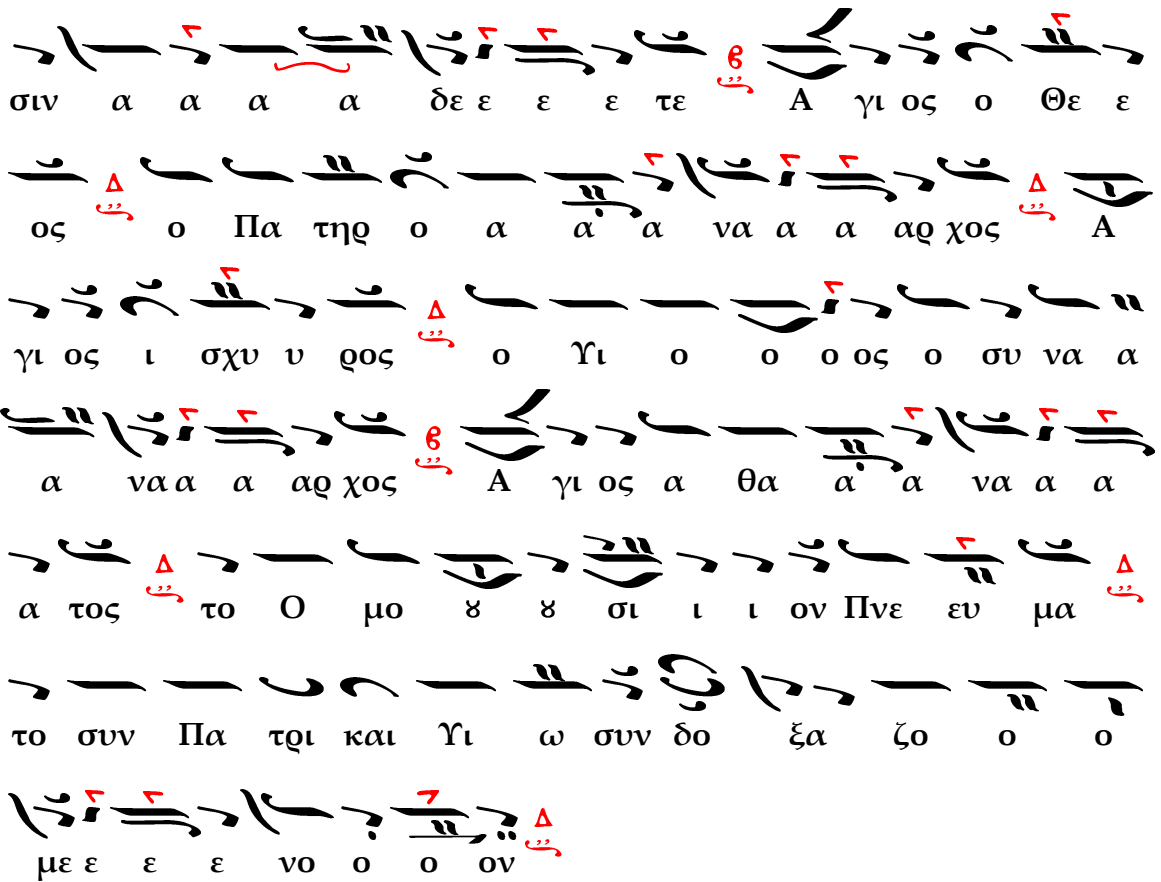 σιν α α α α δε ε ε ε τε Α γι ος ο Θε ε
ος ο Πα τηρ ο α α α να α α αρ χος Α
γι ος ι σχυ υ ρος ο Υι ο ο ο ος ο συ να α
α να α α αρ χος Α γι ος α θα α α να α α
α τος το Ο μο ȣ ȣ σι ι ι ον Πνε ευ μα
το συν Πα τρι και Υι ω συν δο ξα ζο ο ο
με ε ε ε νο ο ο ον